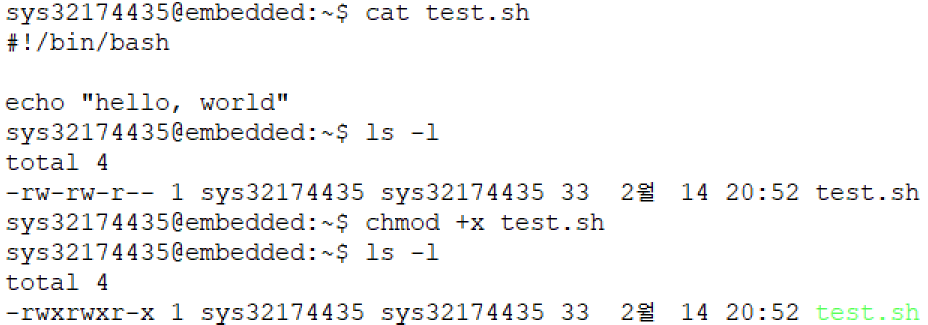 sys32174435@embedded:~$ cat test.sh
#!/bin/bash

echo "hello, world"
sys32174435@embedded:~$ ls -l
total 4
-rw-rw-r-- 1 sys32174435 sys32174435 33  2월  14 20:52 test.sh
sys32174435@embedded:~$ chmod +x test.sh
sys32174435@embedded:~$ ls -l
total 4
-rwxrwxr-x 1 sys32174435 sys32174435 33  2월  14 20:52 test.sh